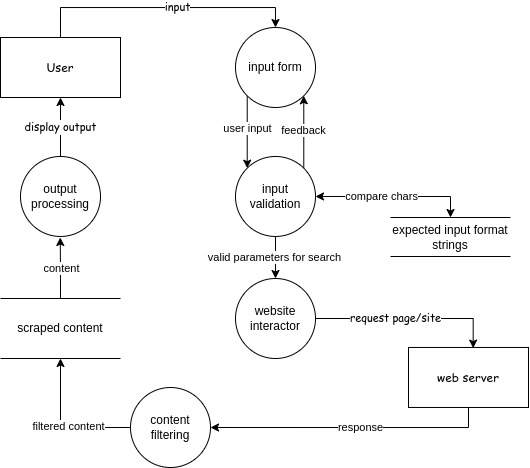 input
User
input form
display output
user input
feedback
output
processing
input
validation
compare chars
expected input format
strings
valid parameters for search
content
website
interactor
request page/site
scraped content
web server
content
filtering
filtered content
response